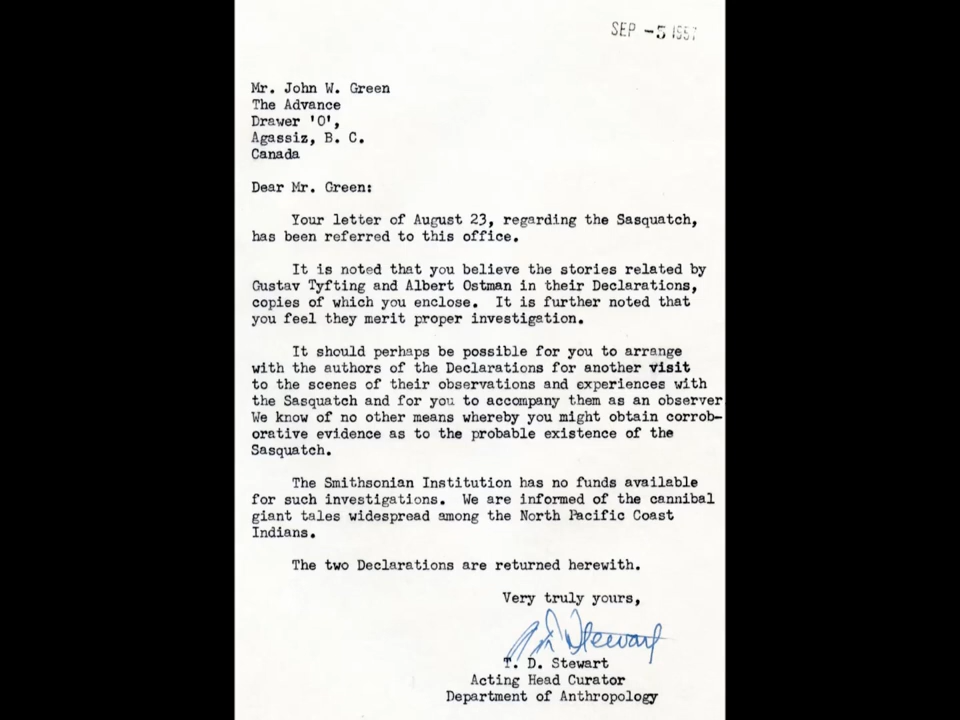 SEP -5 1957
Mr. John W. Green
The Advance
Drawer 'O',
Agassiz, B. C.
Canada
Dear Mr. Green:
Your letter of August 23, regarding the Sasquatch,
has been referred to this office.
It is noted that you believe the stories related by
Gustav Tyfting and Albert Ostman in their Declarations,
copies of which you enclose. It is further noted that
you feel they merit proper investigation.
It should perhaps be possible for you to arrange
with the authors of the Declarations for another visit
to the scenes of their observations and experiences with
the Sasquatch and for you to accompany them as an observer
We know of no other means whereby you might obtain corrob-
orative evidence as to the probable existence of the
Sasquatch.
The Smithsonian Institution has no funds available
for such investigations. We are informed of the cannibal
giant tales widespread among the North Pacific Coast
Indians.
The two Declarations are returned herewith.
Very truly yours,
T. D. Stewart
T. D. Stewart
Acting Head Curator
Department of Anthropology